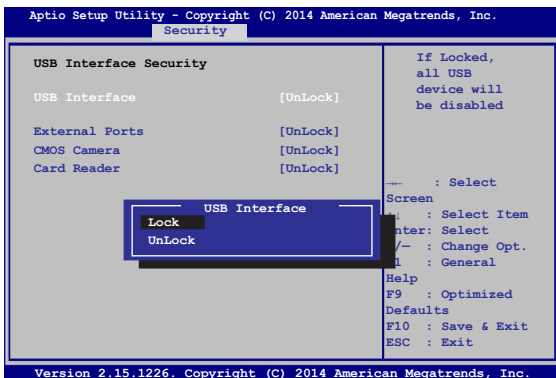 Aptio Setup Utility - Copyright (C) 2014 American Megatrends, Inc.
Security
USB Interface Security
USB Interface [UnLock]
External Ports [UnLock]
CMOS Camera [UnLock]
Card Reader [UnLock]
USB Interface
Lock
UnLock
If Locked,
all USB
device will
be disabled
→← : Select
Screen
↓ : Select Item
nter: Select
/— : Change Opt.
1 : General
Help
F9 : Optimized
Defaults
F10 : Save & Exit
ESC : Exit
Version 2.15.1226. Copyright (C) 2014 American Megatrends, Inc.